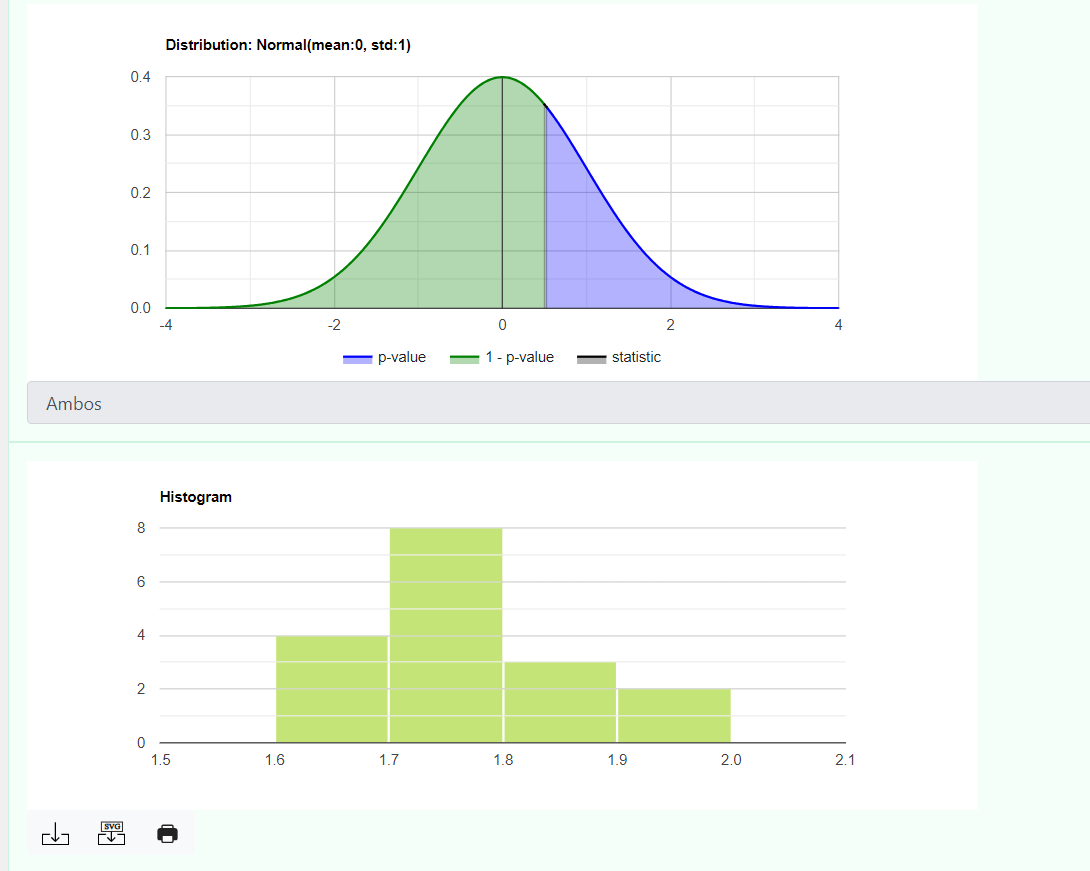 Distribution: Normal(mean:0, std:1)
0.4
0.3
0.2
0.1
0.0
-4 -2 0 2 4
p-value 1 - p-value statistic
Ambos
Histogram
8
6
4
2
0
1.5 1.6 1.7 1.8 1.9 2.0 2.1
SVG